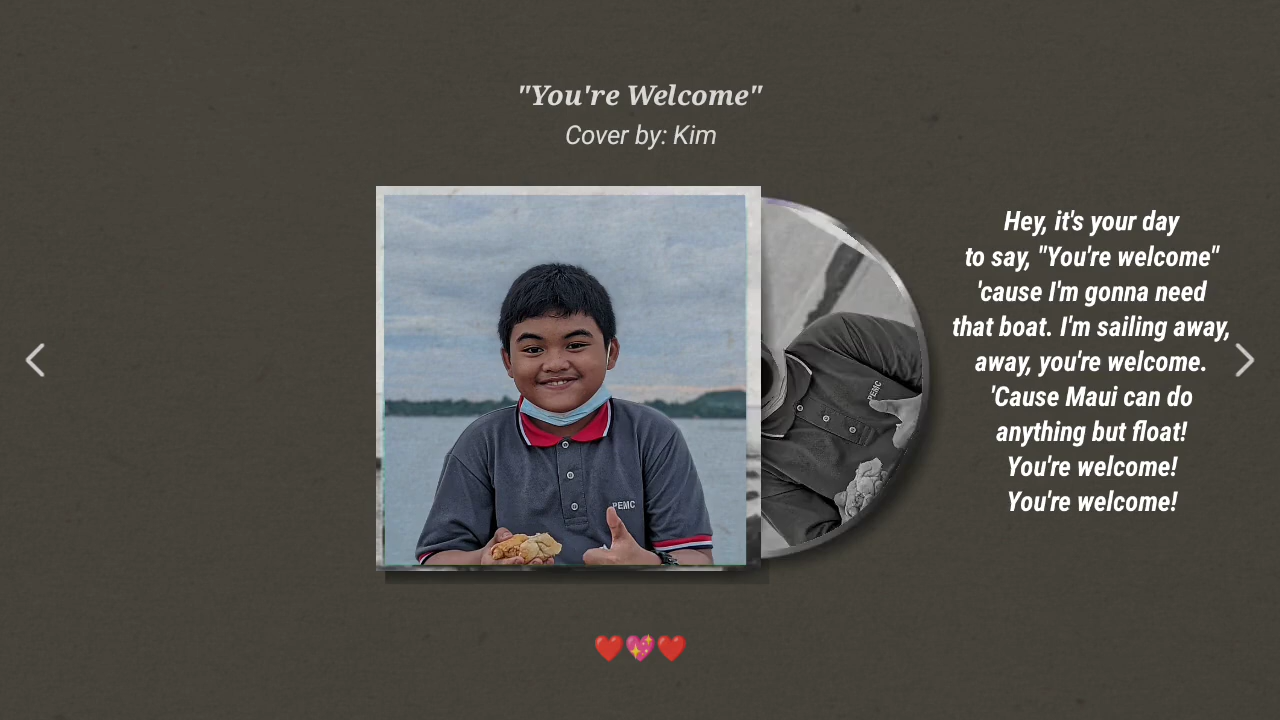 "You're Welcome"
Cover by: Kim
PEMC
PEMC
Hey, it's your day
to say, "You're welcome"
'cause I'm gonna need
that boat. I'm sailing away,
away, you're welcome.
'Cause Maui can do
anything but float!
You're welcome!
You're welcome!